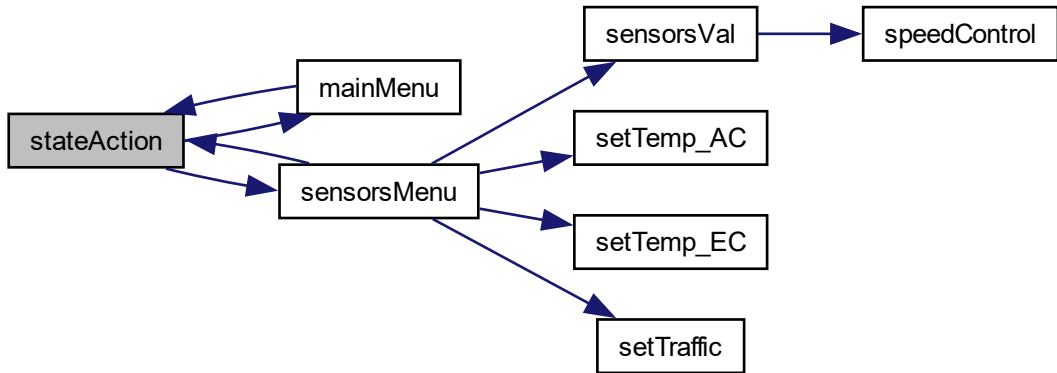 stateAction
mainMenu
sensorsMenu
sensorsVal
setTemp_AC
setTemp_EC
setTraffic
speedControl